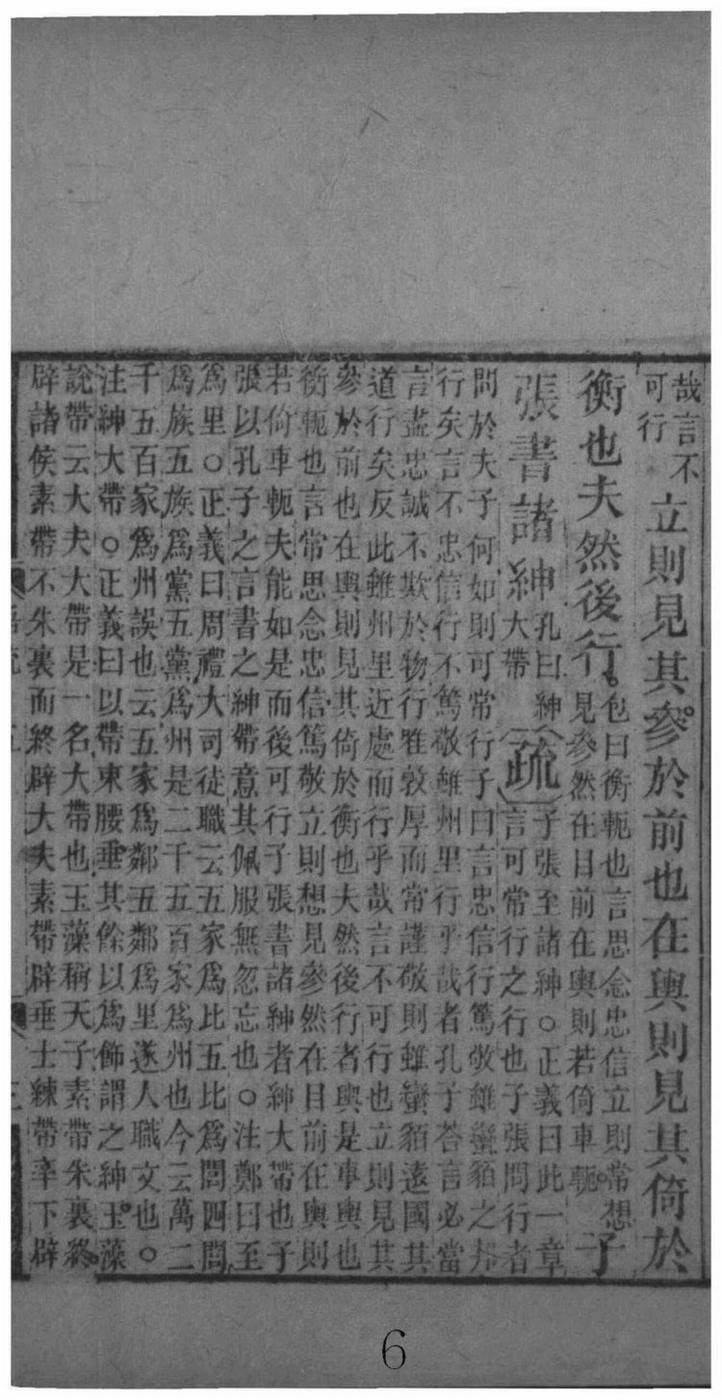 哉言不
可行
立則見其參於前也在輿則見其倚於
衡也夫然後行
包曰衡軛也言思念忠信立則常想
見參然在目前在輿則若倚車軛
子
張書諸紳
孔曰紳
大帶
疏
子張至諸紳○正義曰此一章
言可常行之行也子張問行者
問於夫子何如則可常行子曰言忠信行篤敬雖蠻貊之邦
行矣言不忠信行不篤敬雖州里行乎哉者孔子荅言必當
言盡忠誠不欺於物行雖敦厚而常謹敬則雖蠻貊遠國其
道行矣反此雖州里近處而行乎哉言不可行也立則見其
參於前也在輿則見其倚於衡也夫然後行者輿是車輿也
衡軛也言常思念忠信篤敬立則想見參然在目前在輿則
若倚車軛夫能如是而後可行子張書諸紳者紳大帶也子
張以孔子之言書之紳帶意其佩服無忽忘也○注鄭曰至
爲里○正義曰周禮大司徒職云五家爲比五比爲閭四閭
爲族五族爲黨五黨爲州是二千五百家爲州也今云萬二
千五百家爲州誤也云五家爲鄰五鄰爲里遂人職文也○
注紳大帶○正義曰以帶束腰垂其餘以爲飾謂之紳玉藻
說帶云大夫大帶是一名大帶也玉藻稱天子素帶朱裏終
辟諸侯素帶不朱裏而終辟大夫素帶辟垂士練帶率下辟
6